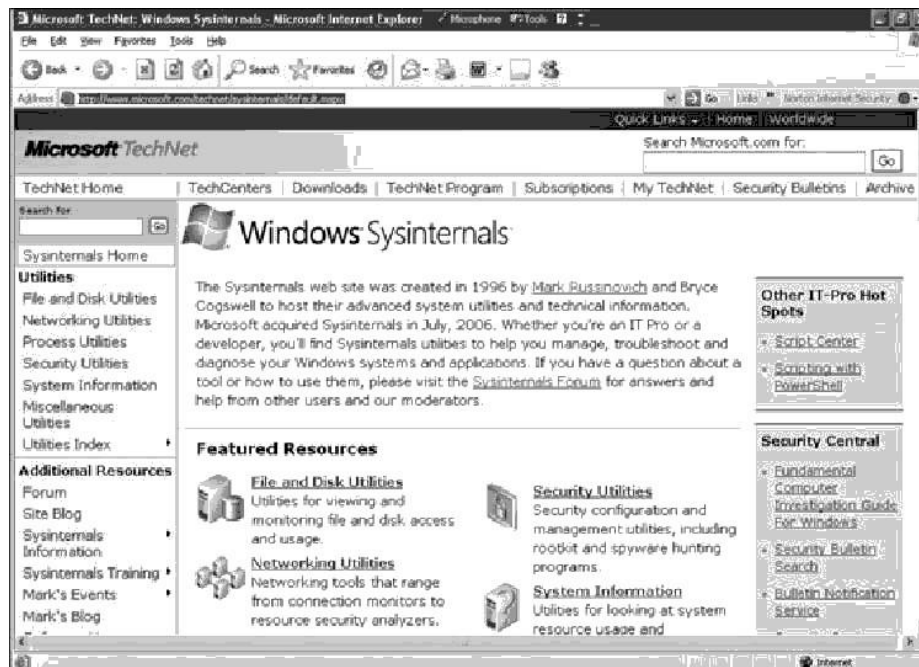 Microsoft TechNet: Windows Sysinternals - Microsoft Internet Explorer
Microphone Tools
File Edit View Favorites Tools Help
Back Search Favorites
Address http://www.microsoft.com/technet/sysinternals/default.mspx Go Links Norton Internet Security
Quick Links Home Worldwide
Microsoft TechNet
Search Microsoft.com for:
Go
TechNet Home | TechCenters | Downloads | TechNet Program | Subscriptions | My TechNet | Security Bulletins | Archive
Search for
Go
Sysinternals Home
Utilities
File and Disk Utilities
Networking Utilities
Process Utilities
Security Utilities
System Information
Miscellaneous
Utilities
Utilities Index
Additional Resources
Forum
Site Blog
Sysinternals
Information
Sysinternals Training
Mark's Events
Mark's Blog
Windows Sysinternals
The Sysinternals web site was created in 1996 by Mark Russinovich and Bryce
Cogswell to host their advanced system utilities and technical information.
Microsoft acquired Sysinternals in July, 2006. Whether you're an IT Pro or a
developer, you'll find Sysinternals utilities to help you manage, troubleshoot and
diagnose your Windows systems and applications. If you have a question about a
tool or how to use them, please visit the Sysinternals Forum for answers and
help from other users and our moderators.
Featured Resources
File and Disk Utilities
Utilities for viewing and
monitoring file and disk access
and usage.
Networking Utilities
Networking tools that range
from connection monitors to
resource security analyzers.
Security Utilities
Security configuration and
management utilities, including
rootkit and spyware hunting
programs.
System Information
Utilities for looking at system
resource usage and
Other IT-Pro Hot
Spots
Script Center
Scripting with
PowerShell
Security Central
Fundamental
Computer
Investigation Guide
For Windows
Security Bulletin
Search
Bulletin Notification
Service
Internet